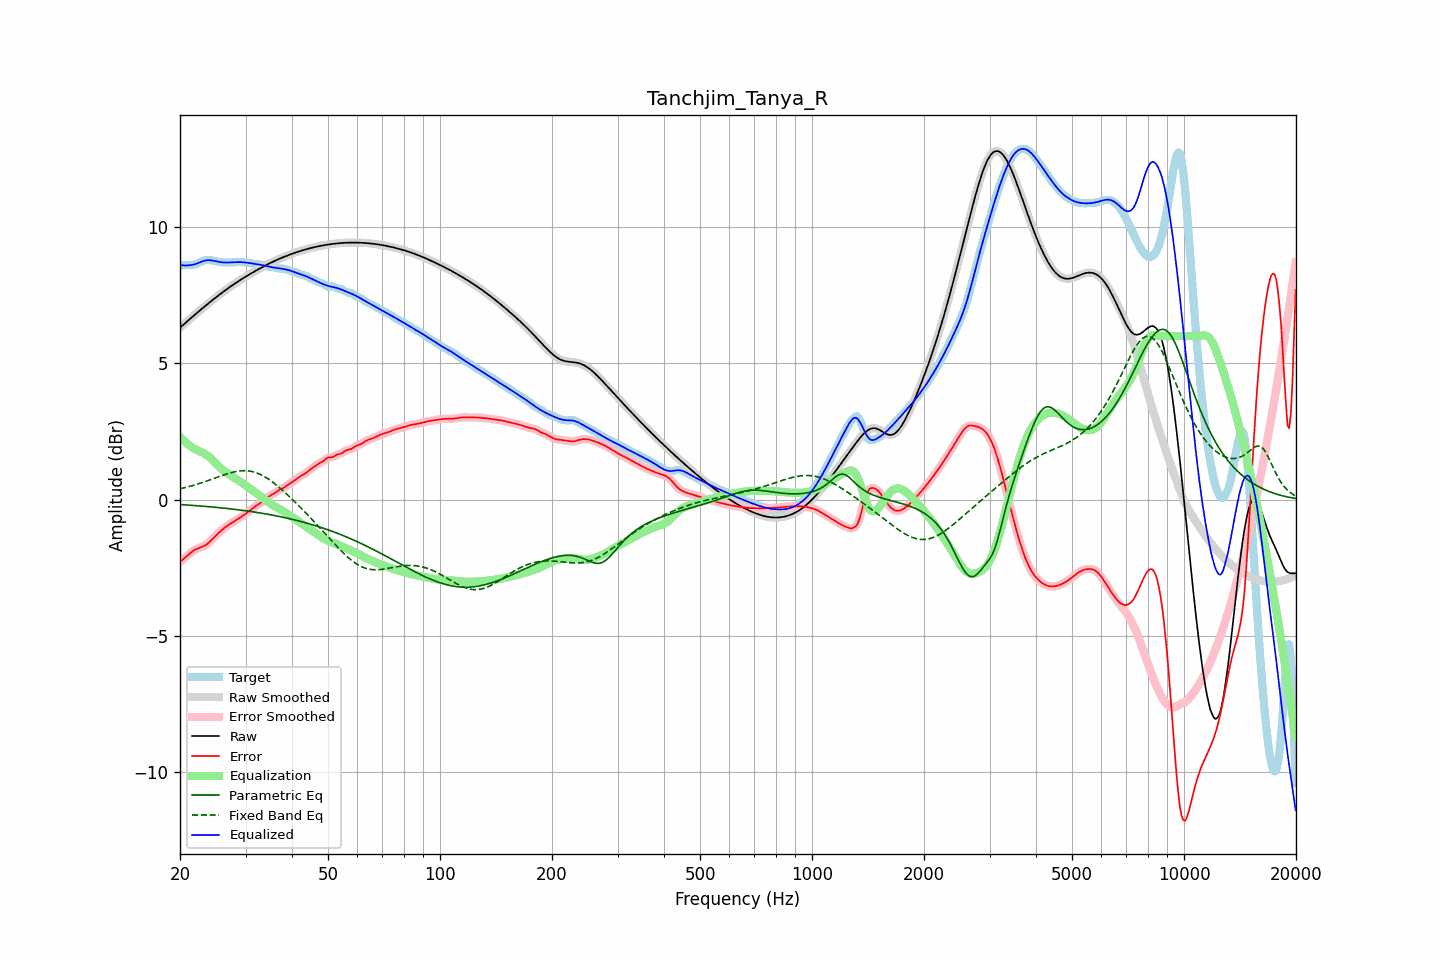 Tanchjim_Tanya_R
Amplitude (dBr)
10
5
0
−5
−10
Target
Raw Smoothed
Error Smoothed
Raw
Error
Equalization
Parametric Eq
Fixed Band Eq
Equalized
20
50
100
200
500
1000
2000
5000
10000
20000
Frequency (Hz)